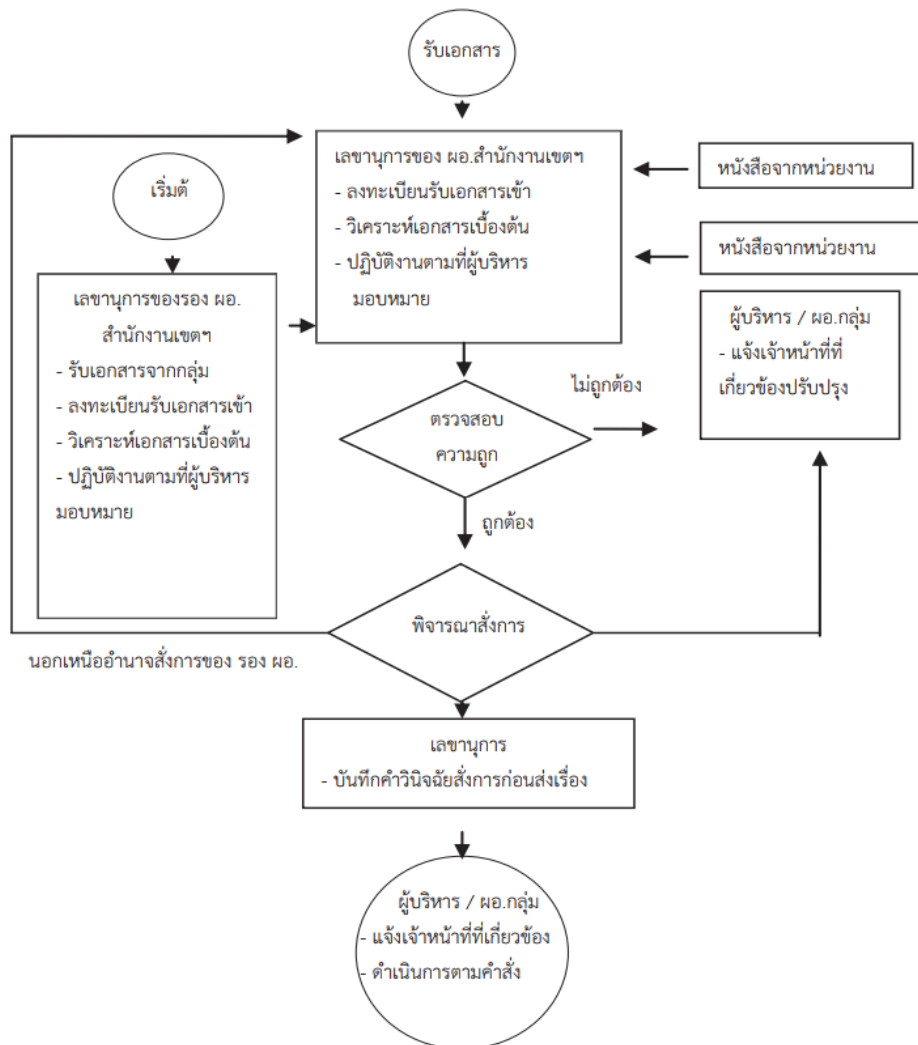 รับเอกสาร
เลขานุการของ ผอ.สำนักงานเขตฯ
- ลงทะเบียนรับเอกสารเข้า
- วิเคราะห์เอกสารเบื้องต้น
- ปฏิบัติงานตามที่ผู้บริหาร
มอบหมาย
หนังสือจากหน่วยงาน
หนังสือจากหน่วยงาน
เริ่มต้
เลขานุการของรอง ผอ.
สำนักงานเขตฯ
- รับเอกสารจากกลุ่ม
- ลงทะเบียนรับเอกสารเข้า
- วิเคราะห์เอกสารเบื้องต้น
- ปฏิบัติงานตามที่ผู้บริหาร
มอบหมาย
ผู้บริหาร / ผอ.กลุ่ม
- แจ้งเจ้าหน้าที่ที่
เกี่ยวข้องปรับปรุง
ไม่ถูกต้อง
ตรวจสอบ
ความถูก
ถูกต้อง
พิจารณาสั่งการ
นอกเหนืออำนาจสั่งการของ รอง ผอ.
เลขานุการ
- บันทึกคำวินิจฉัยสั่งการก่อนส่งเรื่อง
ผู้บริหาร / ผอ.กลุ่ม
- แจ้งเจ้าหน้าที่ที่เกี่ยวข้อง
- ดำเนินการตามคำสั่ง